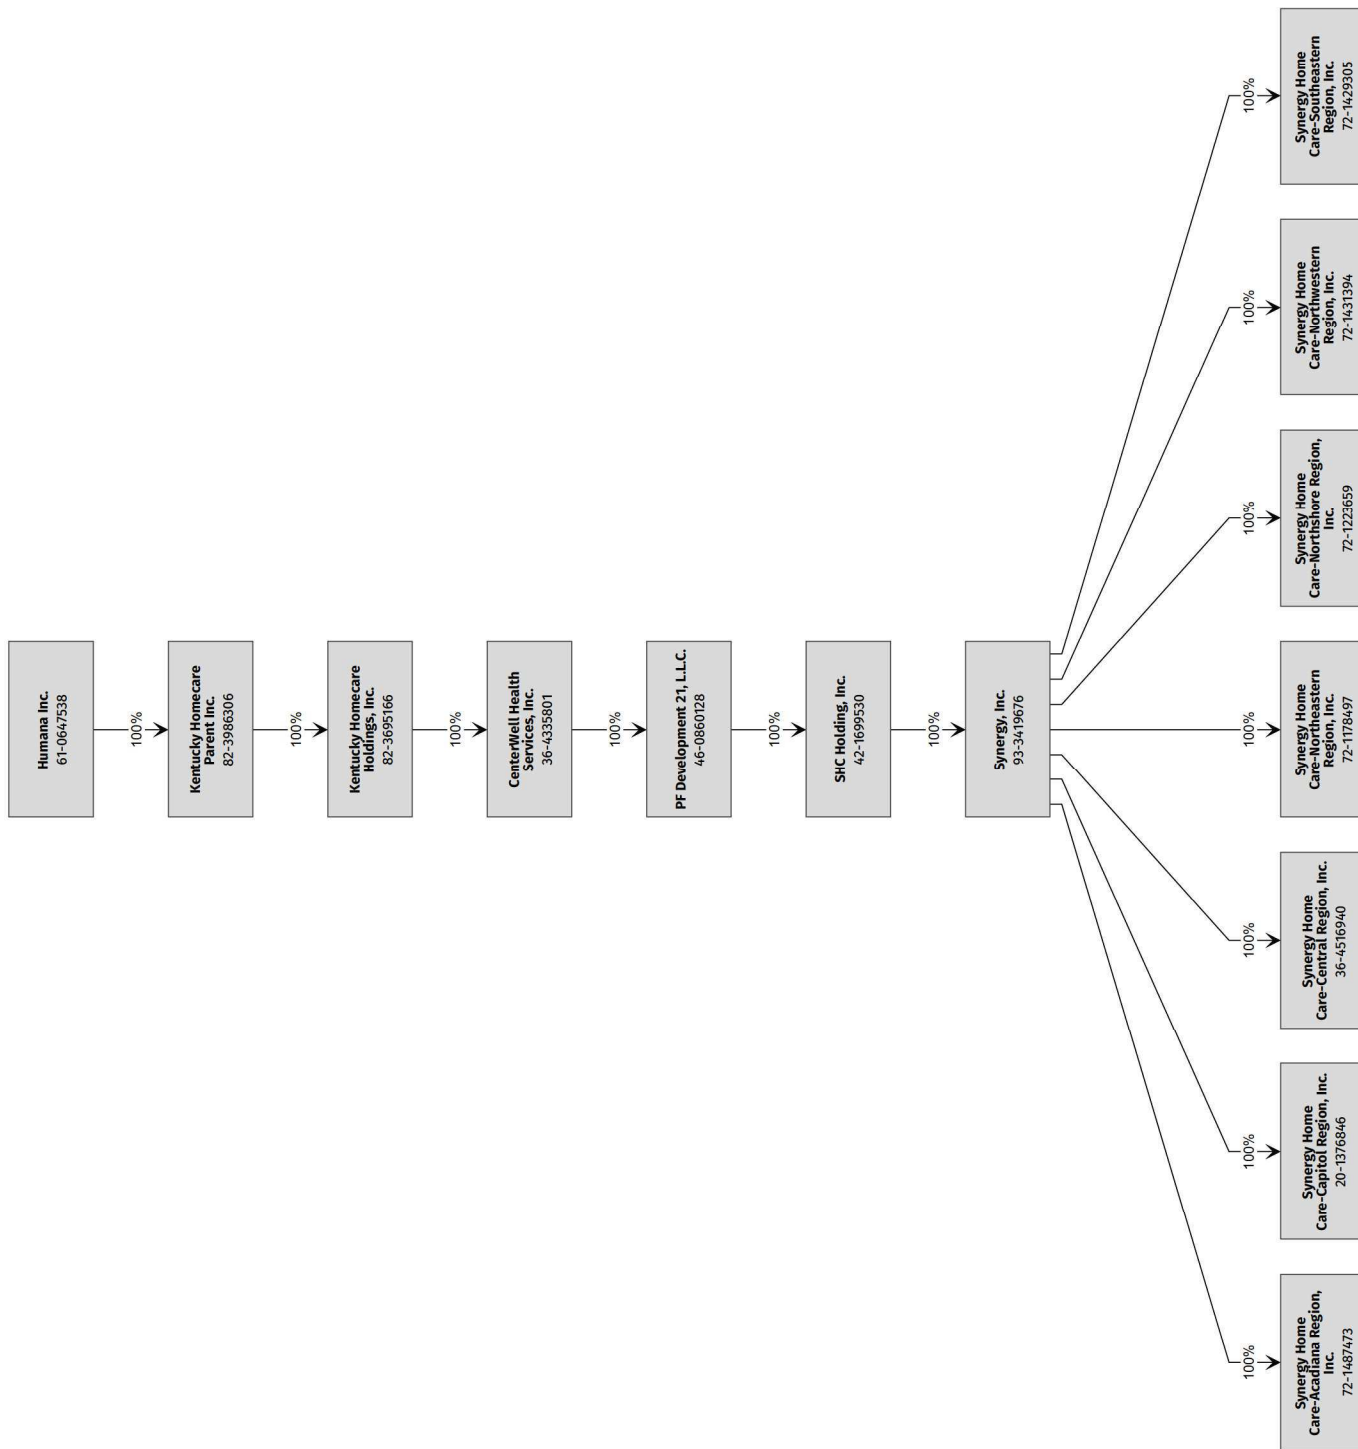 Humana Inc.
61-0647538
100%
Kentucky Homecare
Parent Inc.
82-3986306
100%
Kentucky Homecare
Holdings, Inc.
82-3695166
100%
CenterWell Health
Services, Inc.
36-4335801
100%
PF Development 21, L.L.C.
46-0860128
100%
SHC Holding, Inc.
42-1699530
100%
Synergy, Inc.
93-3419676
100%
Synergy Home
Care-Acadiana Region,
Inc.
72-1487473
100%
Synergy Home
Care-Capitol Region, Inc.
20-1376846
100%
Synergy Home
Care-Central Region, Inc.
36-4516940
100%
Synergy Home
Care-Northeastern
Region, Inc.
72-1178497
100%
Synergy Home
Care-Northshore Region,
Inc.
72-1223659
100%
Synergy Home
Care-Northwestern
Region, Inc.
72-1431394
100%
Synergy Home
Care-Southeastern
Region, Inc.
72-1429305